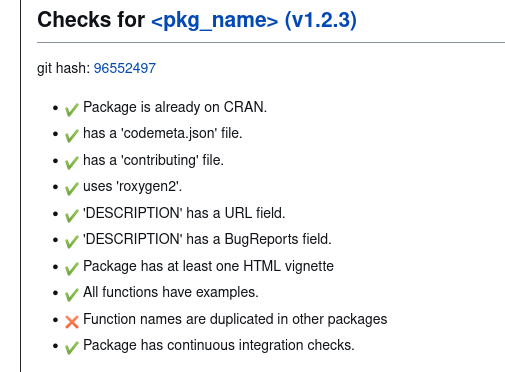 Checks for <pkg_name> (v1.2.3)
git hash: 96552497
• ✔ Package is already on CRAN.
• ✔ has a 'codemeta.json' file.
• ✔ has a 'contributing' file.
• ✔ uses 'roxygen2'.
• ✔ 'DESCRIPTION' has a URL field.
• ✔ 'DESCRIPTION' has a BugReports field.
• ✔ Package has at least one HTML vignette
• ✔ All functions have examples.
• ❌ Function names are duplicated in other packages
• ✔ Package has continuous integration checks.